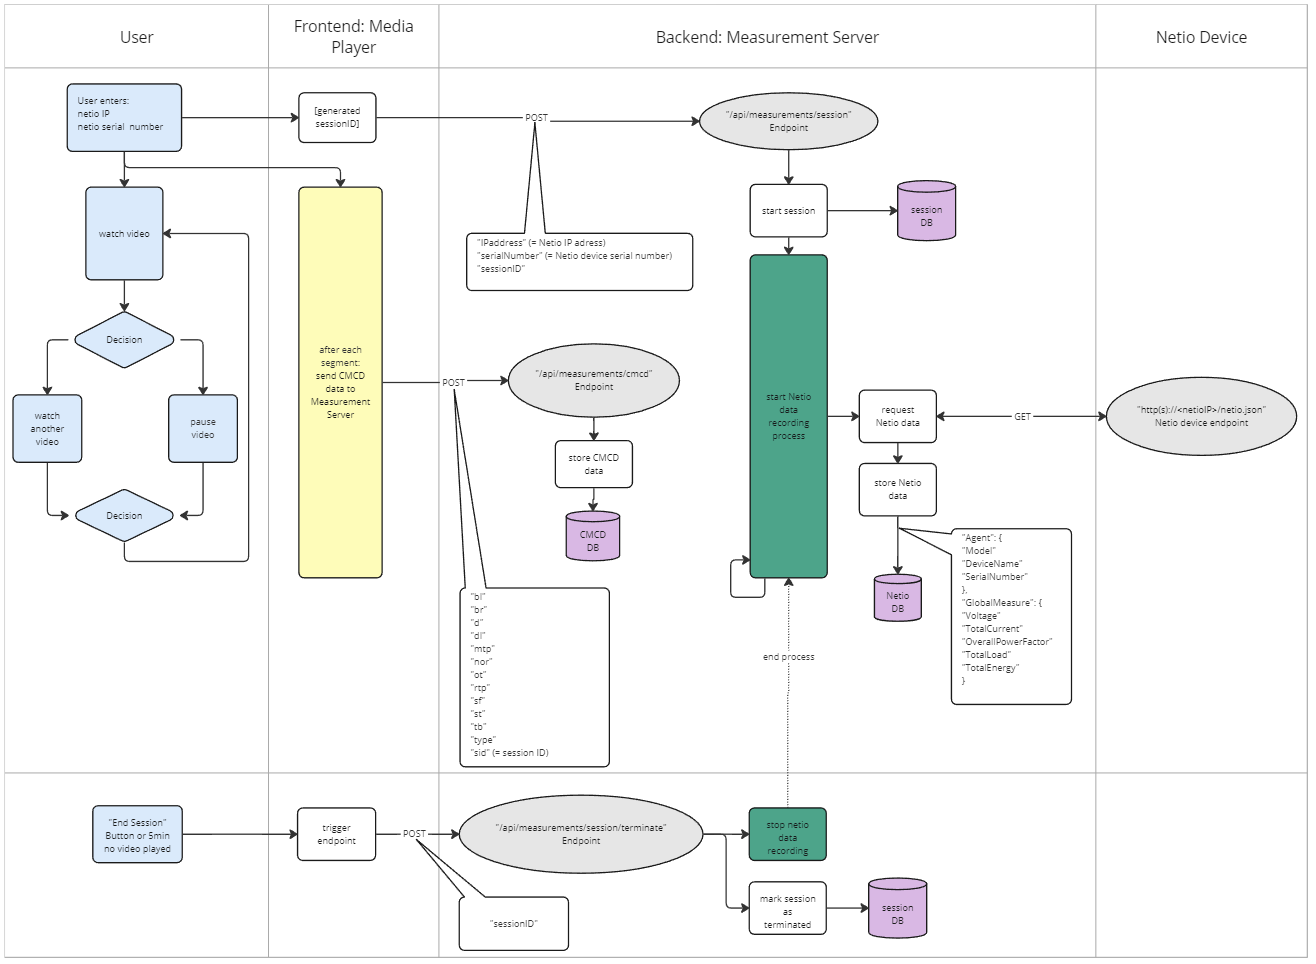 User
Frontend: Media
Player
Backend: Measurement Server
Netio Device
User enters:
netio IP
netio serial number
[generated
sessionID]
POST
"/api/measurements/session"
Endpoint
start session
session
DB
"IPaddress" (= Netio IP adress)
"serialNumber" (= Netio device serial number)
"sessionID"
watch video
Decision
watch
another
video
pause
video
Decision
after each
segment:
send CMCD
data to
Measurement
Server
POST
"/api/measurements/cmcd"
Endpoint
store CMCD
data
CMCD
DB
"bl"
"br"
"d"
"dl"
"mtp"
"nor"
"ot"
"rtp"
"sf"
"st"
"tb"
"type"
"sid" (= session ID)
start Netio
data
recording
process
request
Netio data
GET
"http(s)://<netioIP>/netio.json"
Netio device endpoint
store Netio
data
Netio
DB
"Agent": {
"Model"
"DeviceName"
"SerialNumber"
},
"GlobalMeasure": {
"Voltage"
"TotalCurrent"
"OverallPowerFactor"
"TotalLoad"
"TotalEnergy"
}
end process
"End Session"
Button or 5min
no video played
trigger
endpoint
POST
"/api/measurements/session/terminate"
Endpoint
"sessionID"
stop netio
data
recording
mark session
as
terminated
session
DB